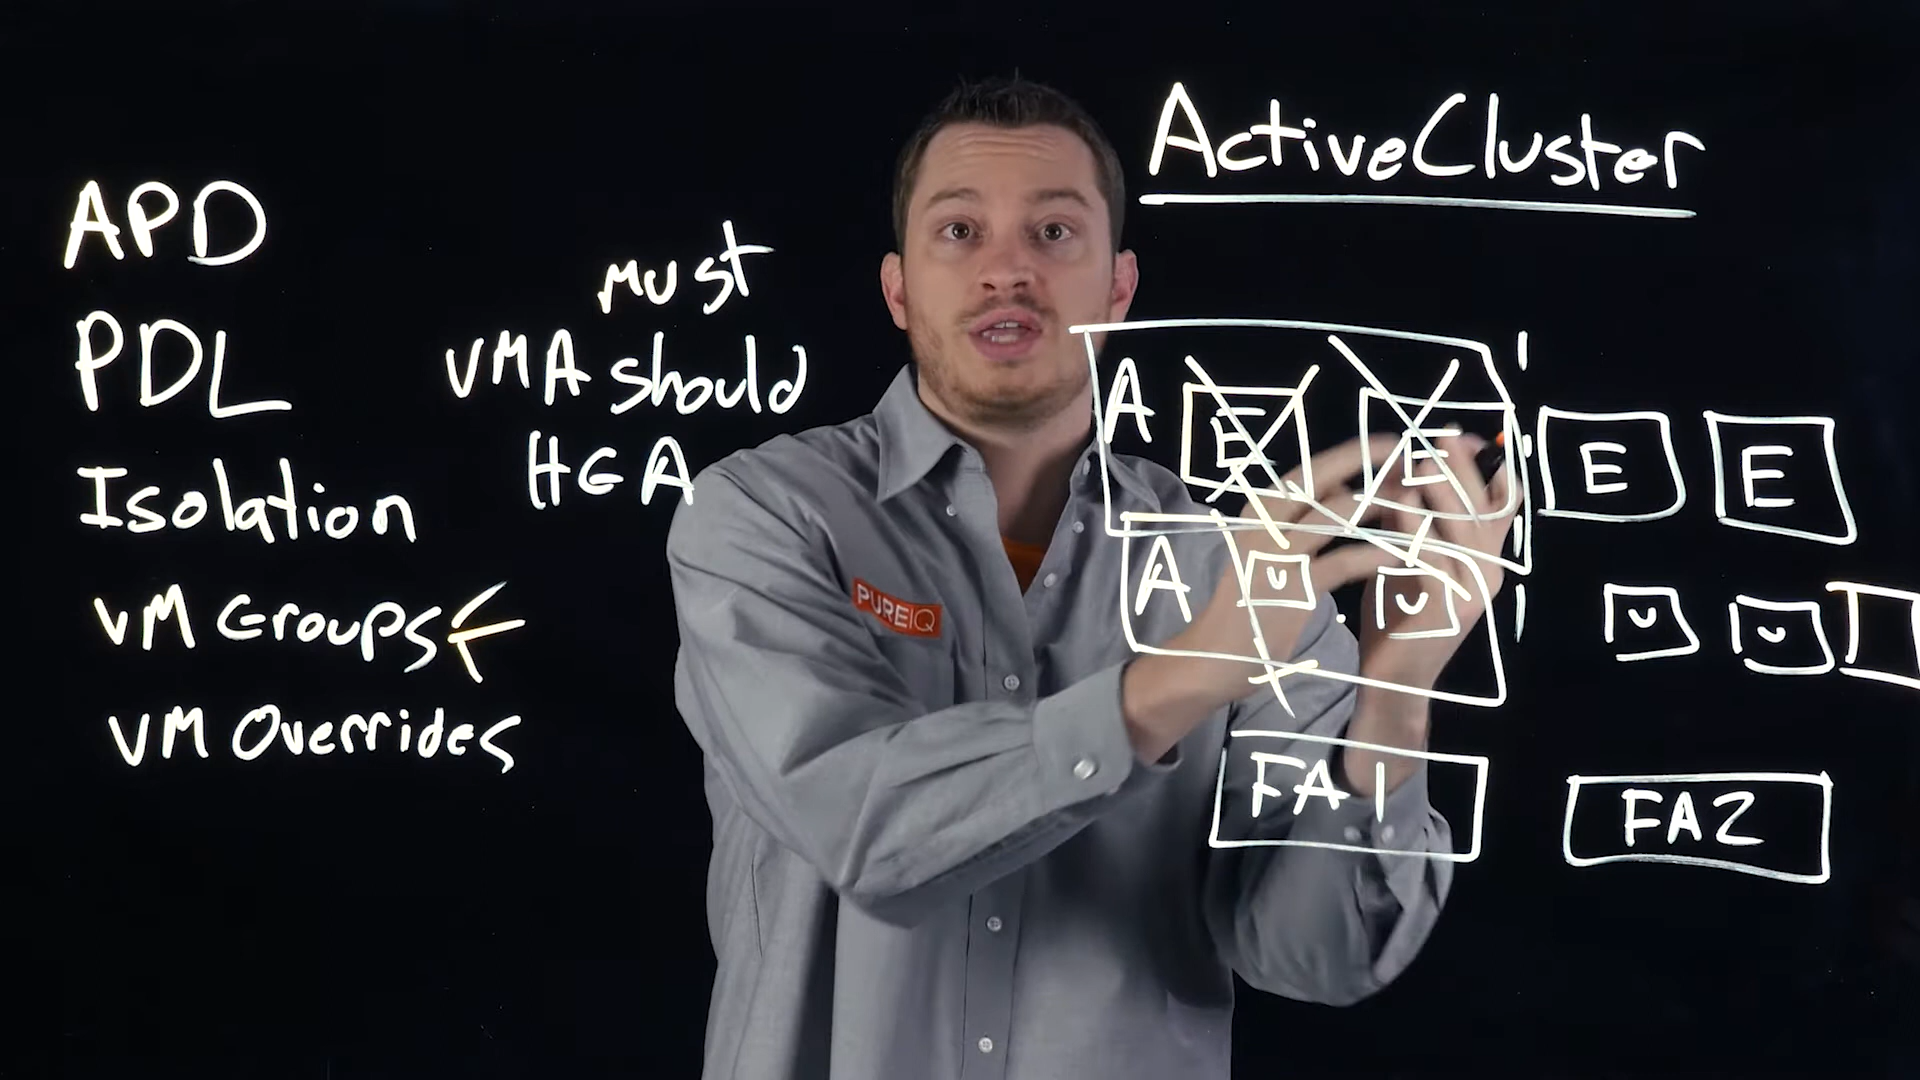 ActiveCluster
APD
PDL
Isolation
VM Groups
VM Overrides
must
VMA should
HGA
PUREIQ
A E E E E
A U U U U
FA1 FA2